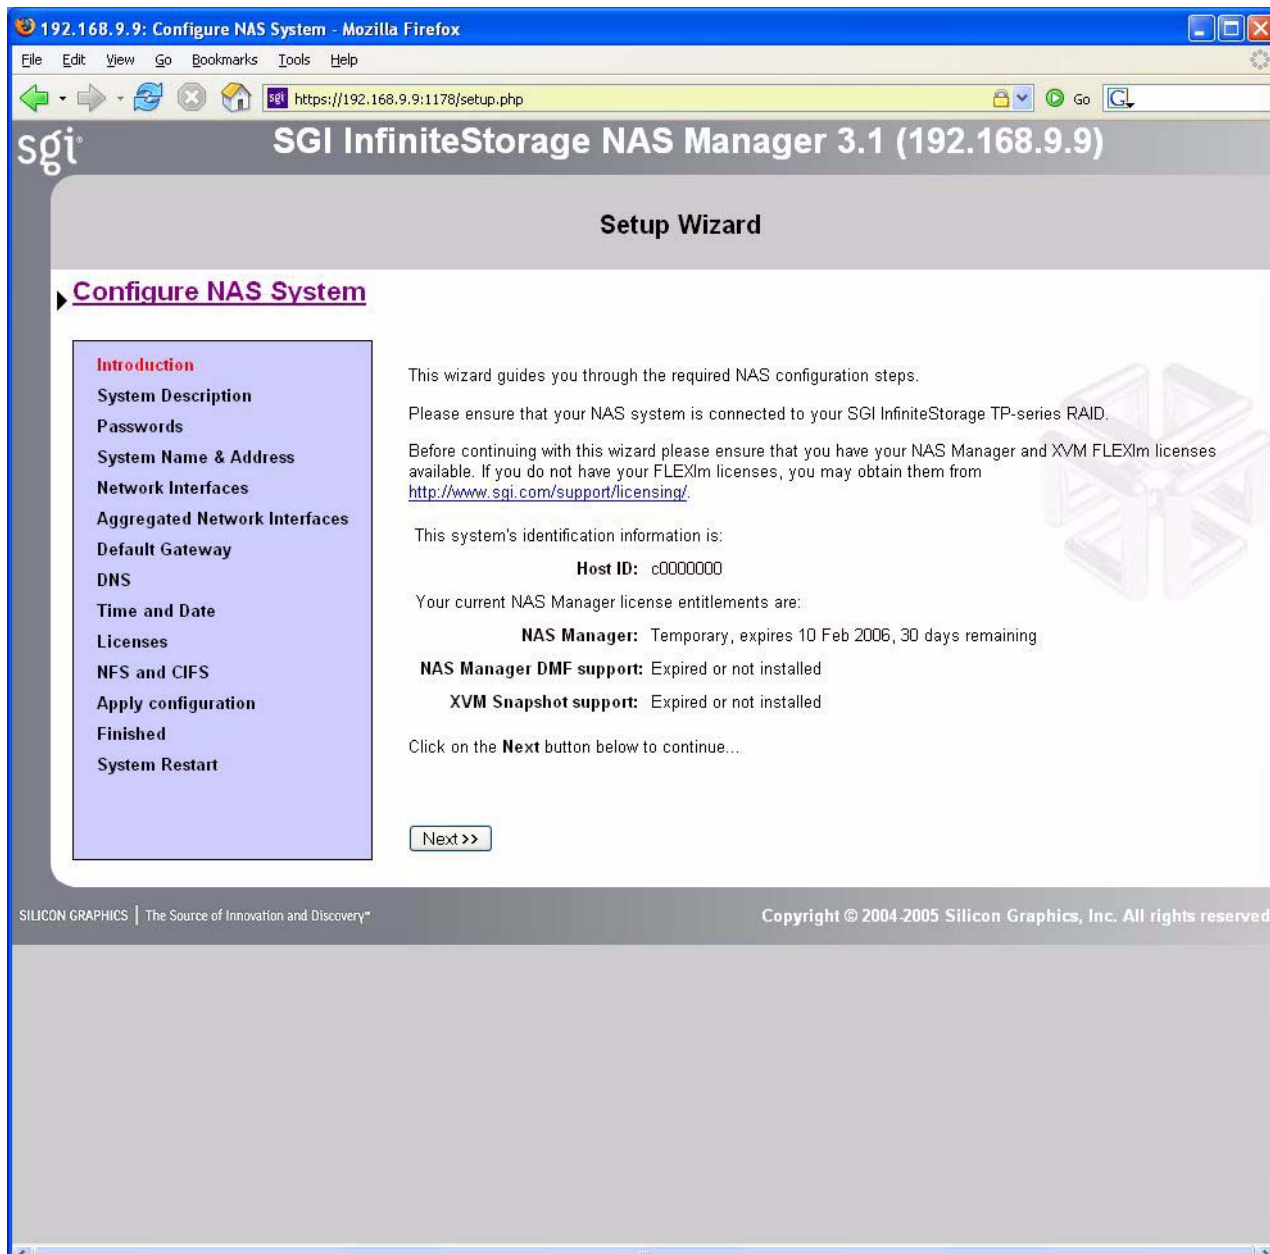 192.168.9.9: Configure NAS System - Mozilla Firefox
File Edit View Go Bookmarks Tools Help
sgi https://192.168.9.9:1178/setup.php Go G
sgi SGI InfiniteStorage NAS Manager 3.1 (192.168.9.9)
Setup Wizard
Configure NAS System
Introduction
System Description
Passwords
System Name & Address
Network Interfaces
Aggregated Network Interfaces
Default Gateway
DNS
Time and Date
Licenses
NFS and CIFS
Apply configuration
Finished
System Restart
This wizard guides you through the required NAS configuration steps.
Please ensure that your NAS system is connected to your SGI InfiniteStorage TP-series RAID.
Before continuing with this wizard please ensure that you have your NAS Manager and XVM FLEXlm licenses
available. If you do not have your FLEXlm licenses, you may obtain them from
http://www.sgi.com/support/licensing/.
This system's identification information is:
Host ID: c0000000
Your current NAS Manager license entitlements are:
NAS Manager: Temporary, expires 10 Feb 2006, 30 days remaining
NAS Manager DMF support: Expired or not installed
XVM Snapshot support: Expired or not installed
Click on the Next button below to continue...
Next >>
SILICON GRAPHICS | The Source of Innovation and Discovery™
Copyright © 2004-2005 Silicon Graphics, Inc. All rights reserved